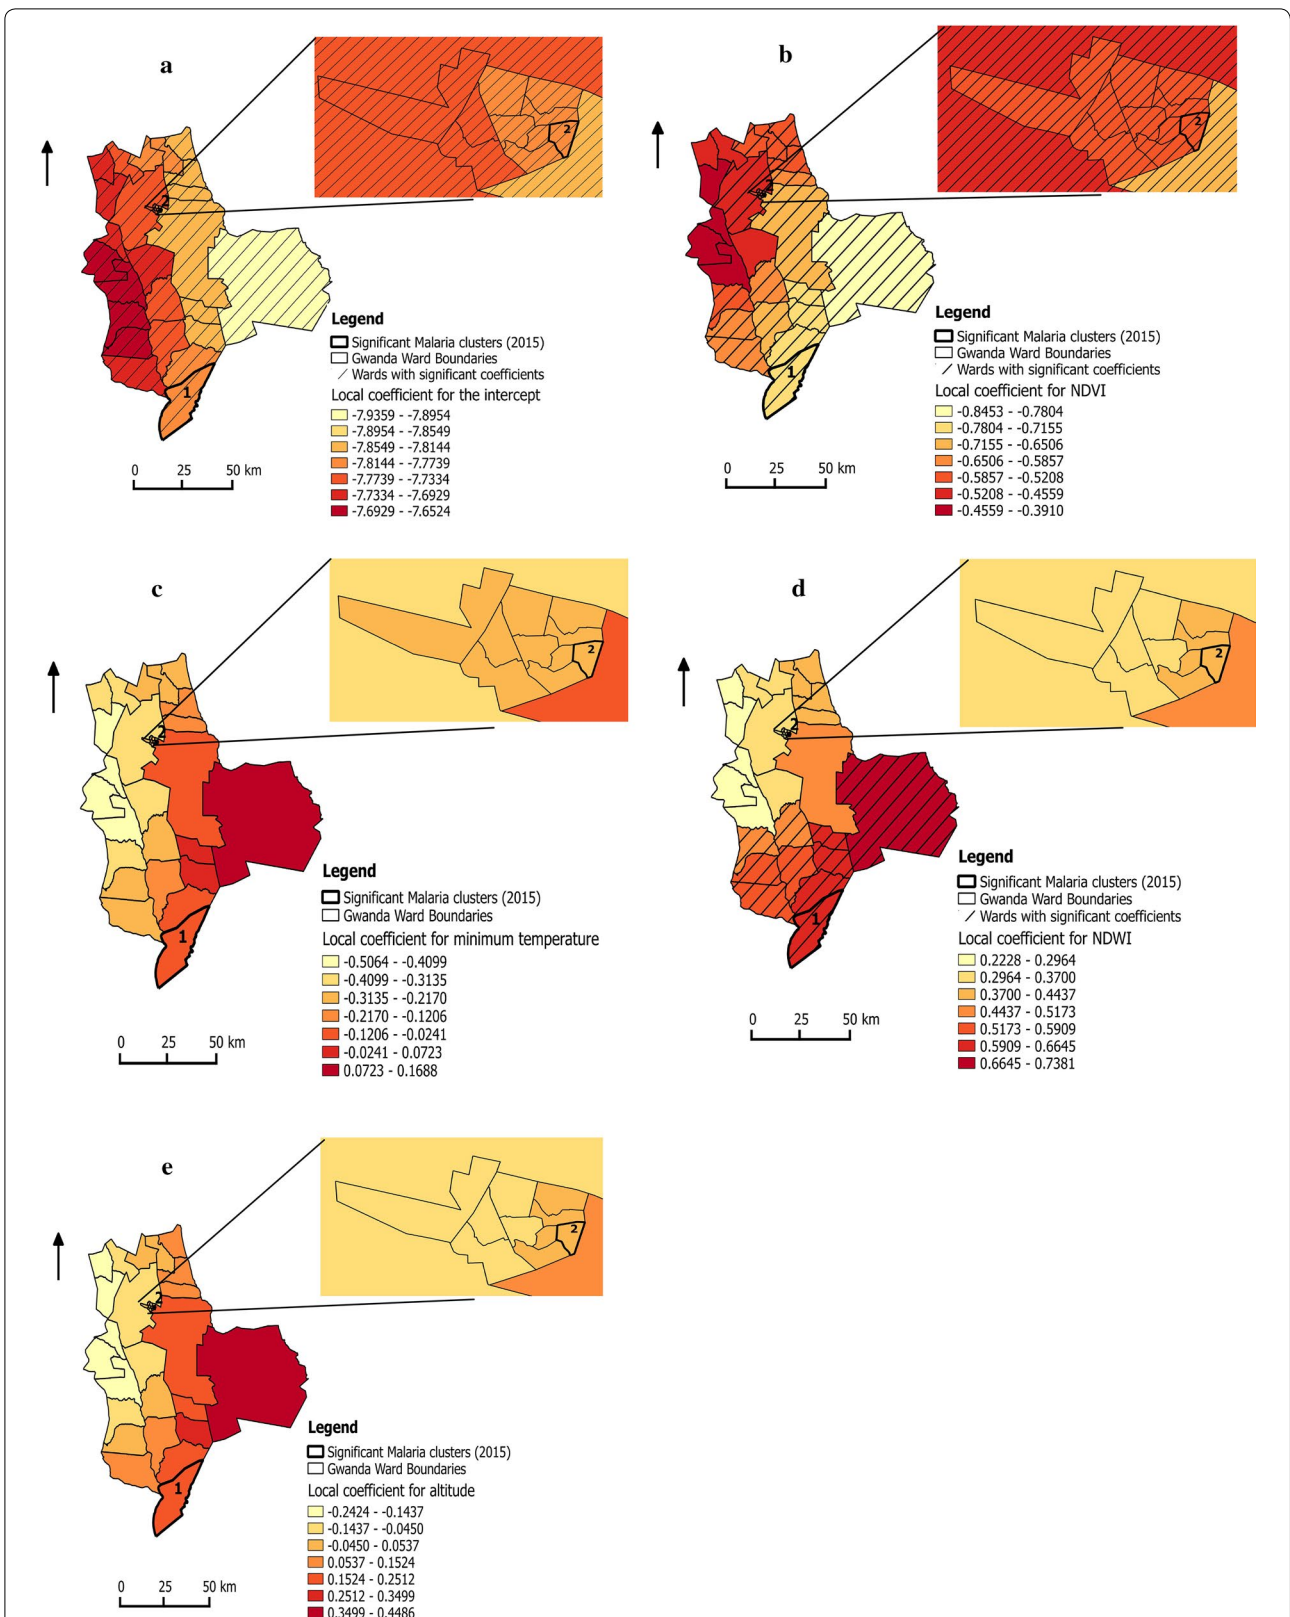 a
2
2
1
0 25 50 km
Legend
Significant Malaria clusters (2015)
Gwanda Ward Boundaries
Wards with significant coefficients
Local coefficient for the intercept
-7.9359 - -7.8954
-7.8954 - -7.8549
-7.8549 - -7.8144
-7.8144 - -7.7739
-7.7739 - -7.7334
-7.7334 - -7.6929
-7.6929 - -7.6524
b
2
2
1
0 25 50 km
Legend
Significant Malaria clusters (2015)
Gwanda Ward Boundaries
Wards with significant coefficients
Local coefficient for NDVI
-0.8453 - -0.7804
-0.7804 - -0.7155
-0.7155 - -0.6506
-0.6506 - -0.5857
-0.5857 - -0.5208
-0.5208 - -0.4559
-0.4559 - -0.3910
c
2
2
1
0 25 50 km
Legend
Significant Malaria clusters (2015)
Gwanda Ward Boundaries
Local coefficient for minimum temperature
-0.5064 - -0.4099
-0.4099 - -0.3135
-0.3135 - -0.2170
-0.2170 - -0.1206
-0.1206 - -0.0241
-0.0241 - 0.0723
0.0723 - 0.1688
d
2
2
1
0 25 50 km
Legend
Significant Malaria clusters (2015)
Gwanda Ward Boundaries
Wards with significant coefficients
Local coefficient for NDWI
0.2228 - 0.2964
0.2964 - 0.3700
0.3700 - 0.4437
0.4437 - 0.5173
0.5173 - 0.5909
0.5909 - 0.6645
0.6645 - 0.7381
e
2
2
1
0 25 50 km
Legend
Significant Malaria clusters (2015)
Gwanda Ward Boundaries
Local coefficient for altitude
-0.2424 - -0.1437
-0.1437 - -0.0450
-0.0450 - 0.0537
0.0537 - 0.1524
0.1524 - 0.2512
0.2512 - 0.3499
0.3499 - 0.4486